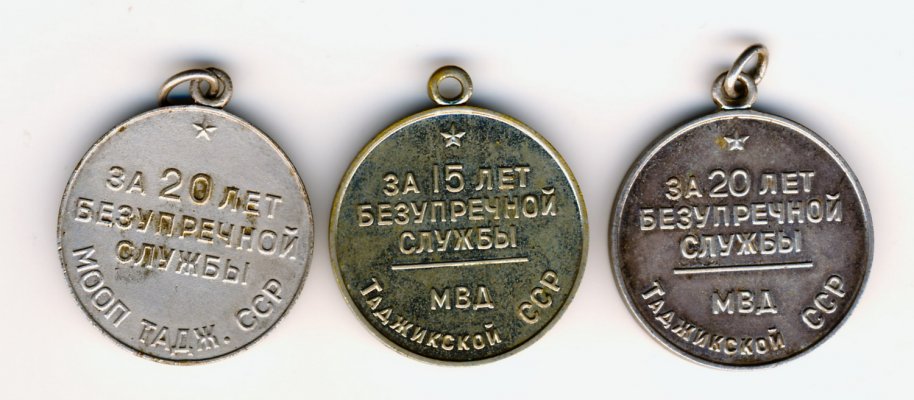 ЗА 20 ЛЕТ
БЕЗУПРЕЧНОЙ
СЛУЖБЫ
МООП ТАДЖ. ССР
ЗА 15 ЛЕТ
БЕЗУПРЕЧНОЙ
СЛУЖБЫ
МВД
ТАДЖИКСКОЙ ССР
ЗА 20 ЛЕТ
БЕЗУПРЕЧНОЙ
СЛУЖБЫ
МВД
ТАДЖИКСКОЙ ССР